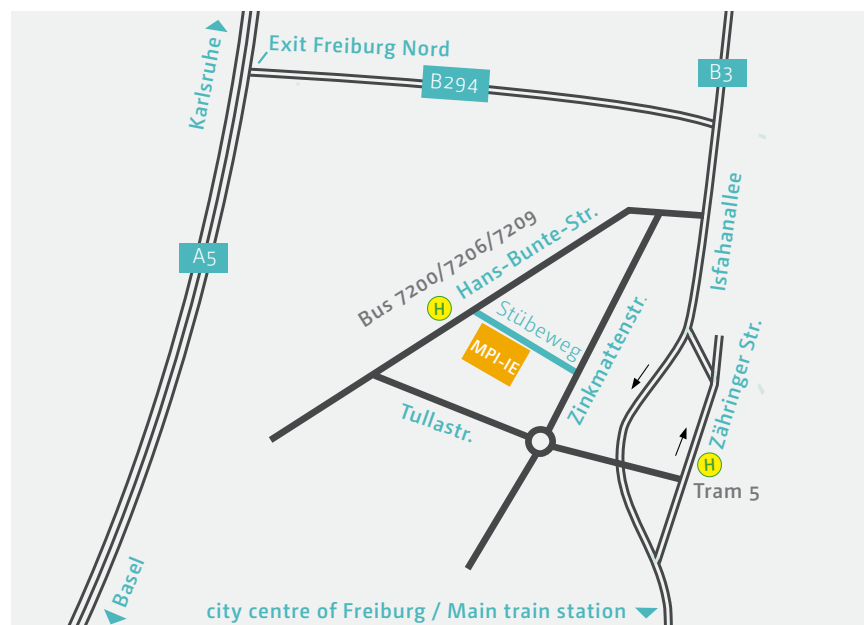 Karlsruhe
Exit Freiburg Nord
B294
B3
A5
Isfahanallee
Bus 7200/7206/7209
Hans-Bunte-Str.
H
Stübeweg
MPI-IE
Zinkmattenstr.
Zähringer Str.
Tullastr.
H
Tram 5
Basel
city centre of Freiburg / Main train station